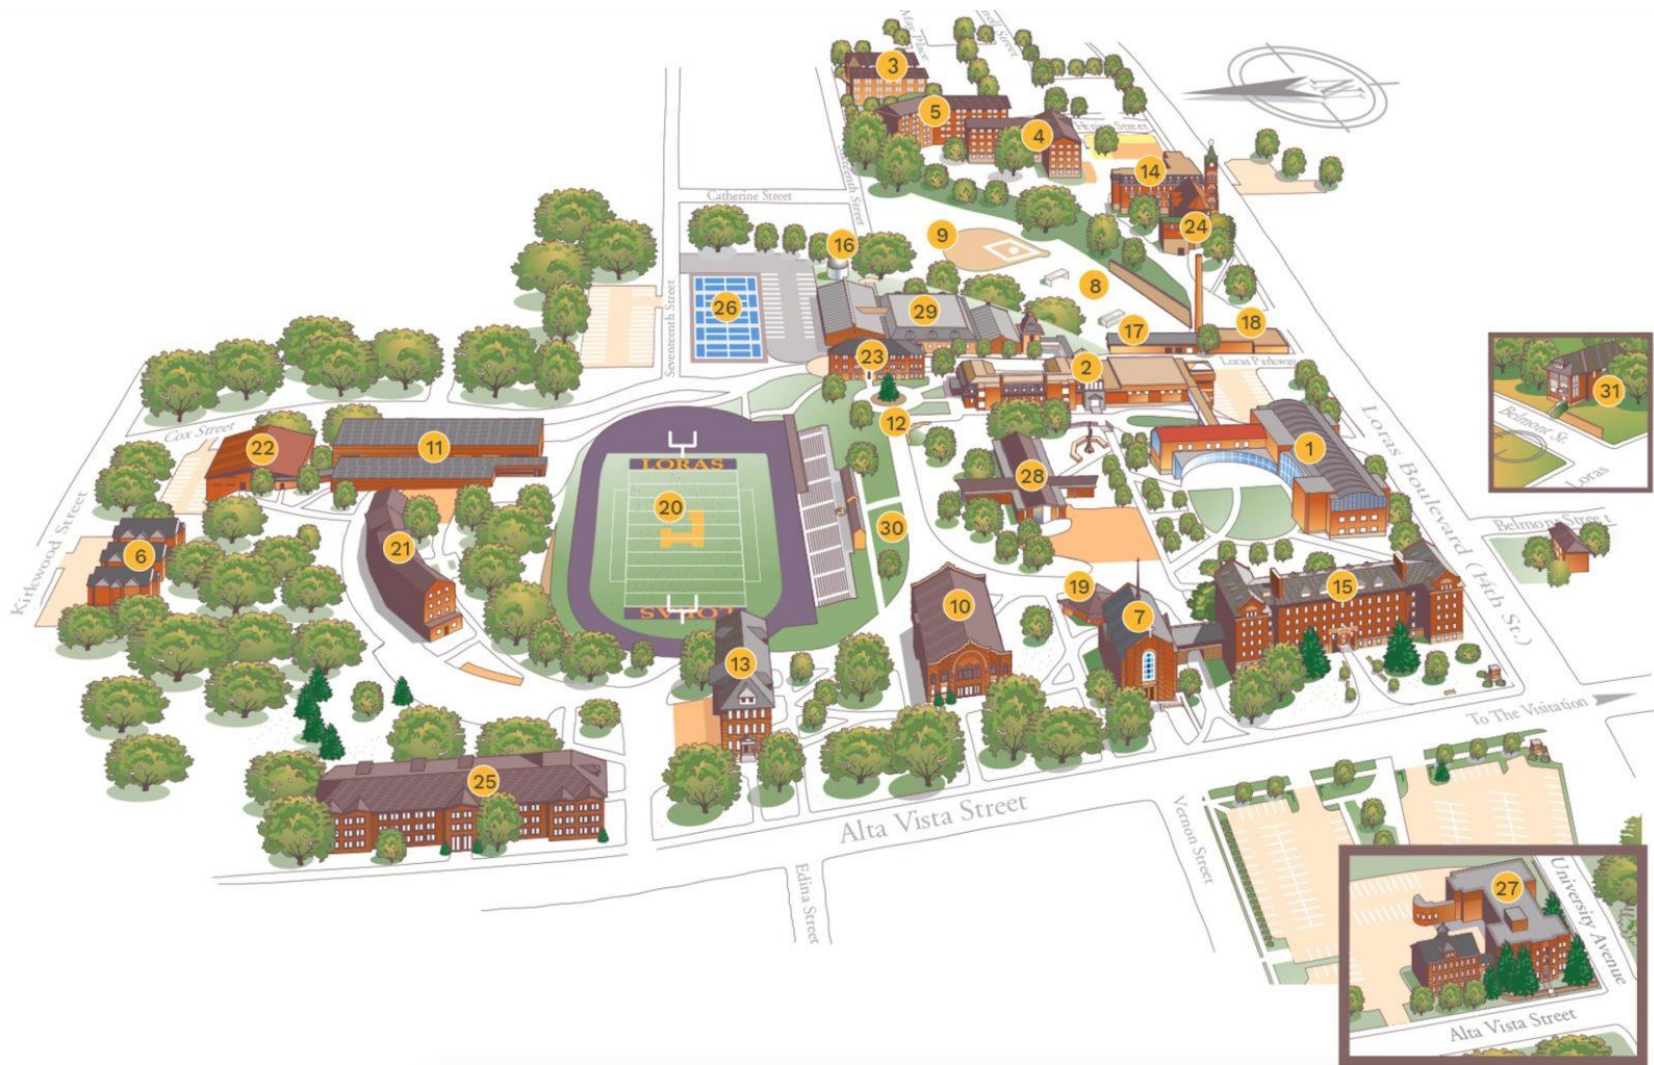 May Place
3
5
4
14
Catherine Street
Sixteenth Street
16
9
24
8
26
29
17
18
Seventeenth Street
23
2
Loras Parkway
31
Belmont St.
Loras
12
Cox Street
22
11
LORAS
28
1
Loras Boulevard (14th St.)
20
L
30
Belmont Street
Kirkwood Street
6
21
LORAS
10
19
7
15
13
To The Visitation
25
Alta Vista Street
Vernon Street
Edina Street
27
University Avenue
Alta Vista Street